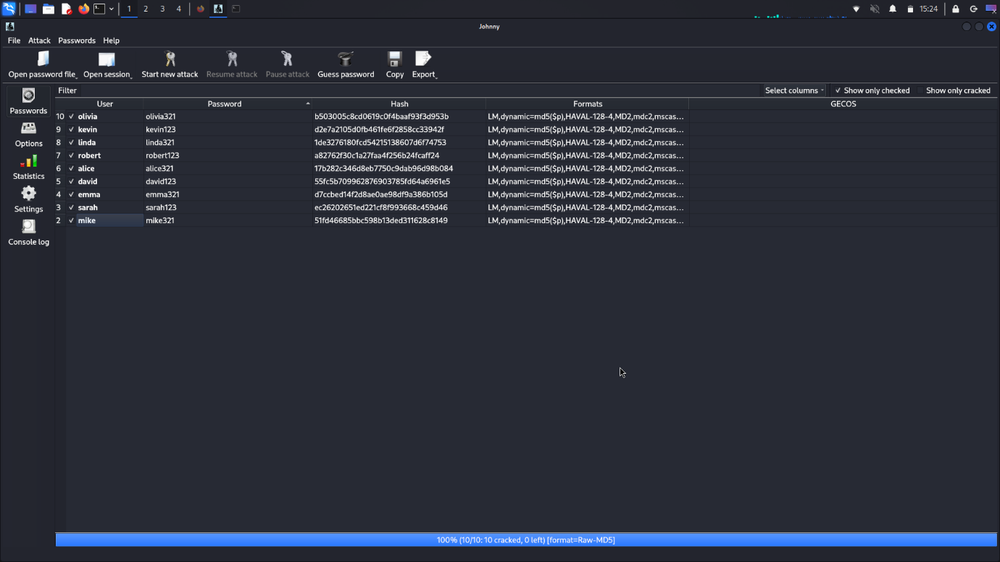 1 2 3 4 15:24
Johnny
File Attack Passwords Help
Open password file Open session Start new attack Resume attack Pause attack Guess password Copy Export
Passwords
Options
Statistics
Settings
Console log
Filter Select columns Show only checked Show only cracked
User Password Hash Formats GECOS
10 olivia olivia321 b503005c8cd0619c0f4baaf93f3d953b LM,dynamic=md5($p),HAVAL-128-4,MD2,mdc2,mscas...
9 kevin kevin123 d2e7a2105d0fb461fe6f2858cc33942f LM,dynamic=md5($p),HAVAL-128-4,MD2,mdc2,mscas...
8 linda linda321 1de3276180fcd54215138607d6f74753 LM,dynamic=md5($p),HAVAL-128-4,MD2,mdc2,mscas...
7 robert robert123 a82762f30c1a27faa4f256b24fcaff24 LM,dynamic=md5($p),HAVAL-128-4,MD2,mdc2,mscas...
6 alice alice321 17b282c346d8eb7750c9dab96d98b084 LM,dynamic=md5($p),HAVAL-128-4,MD2,mdc2,mscas...
5 david david123 55fc5b709962876903785fd64a6961e5 LM,dynamic=md5($p),HAVAL-128-4,MD2,mdc2,mscas...
4 emma emma321 d7ccbed14f2d8ae0ae98df9a386b105d LM,dynamic=md5($p),HAVAL-128-4,MD2,mdc2,mscas...
3 sarah sarah123 ec26202651ed221cf8f993668c459d46 LM,dynamic=md5($p),HAVAL-128-4,MD2,mdc2,mscas...
2 mike mike321 51fd46685bbc598b13ded311628c8149 LM,dynamic=md5($p),HAVAL-128-4,MD2,mdc2,mscas...
100% (10/10: 10 cracked, 0 left) [format=Raw-MD5]